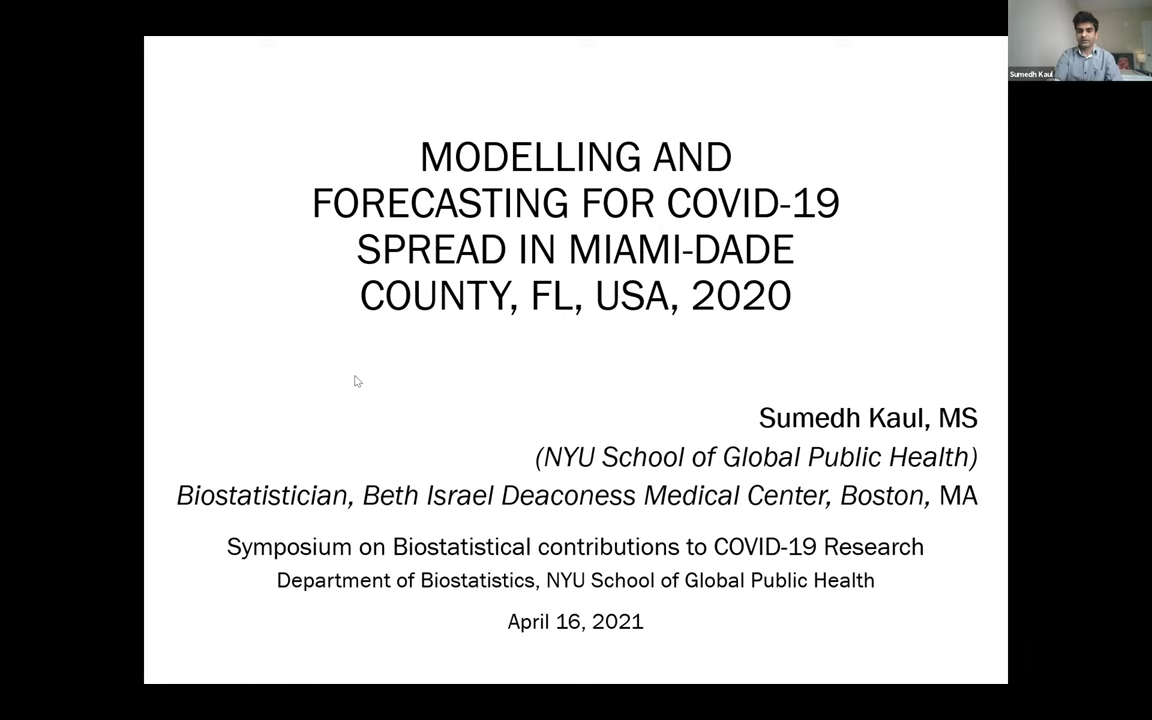 MODELLING AND
FORECASTING FOR COVID-19
SPREAD IN MIAMI-DADE
COUNTY, FL, USA, 2020
Sumedh Kaul, MS
(NYU School of Global Public Health)
Biostatistician, Beth Israel Deaconess Medical Center, Boston, MA
Symposium on Biostatistical contributions to COVID-19 Research
Department of Biostatistics, NYU School of Global Public Health
April 16, 2021
Sumedh Kaul